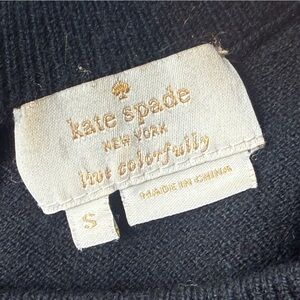 kate spade
NEW YORK
live colorfully
S
MADE IN CHINA